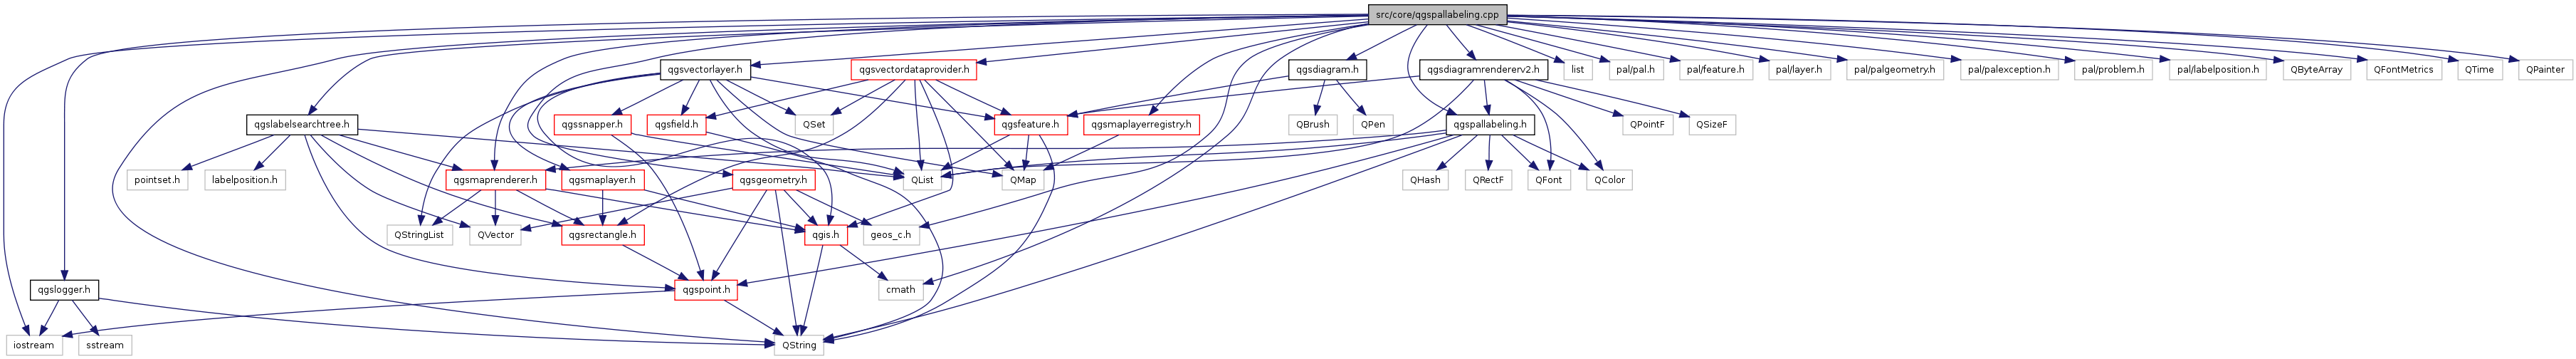 src/core/qgspallabeling.cpp
qgsvectorlayer.h
qgsvectordataprovider.h
qgsdiagram.h
qgsdiagramrendererv2.h
list
pal/pal.h
pal/feature.h
pal/layer.h
pal/palgeometry.h
pal/palexception.h
pal/problem.h
pal/labelposition.h
QByteArray
QFontMetrics
QTime
QPainter
qgslabelsearchtree.h
qgssnapper.h
qgsfield.h
QSet
qgsfeature.h
qgsmaplayerregistry.h
QBrush
QPen
qgspallabeling.h
QPointF
QSizeF
pointset.h
labelposition.h
qgsmaprenderer.h
qgsmaplayer.h
qgsgeometry.h
QList
QMap
QHash
QRectF
QFont
QColor
QStringList
QVector
qgsrectangle.h
qgis.h
geos_c.h
qgslogger.h
qgspoint.h
cmath
iostream
sstream
QString